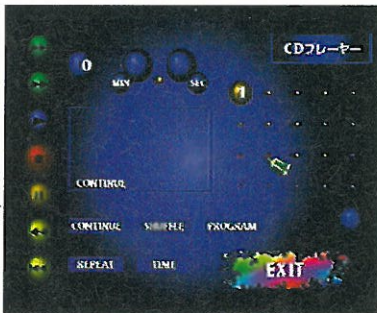 CDプレーヤー
0
MIN SEC
1
CONTINUE
CONTINUE SHUFFLE PROGRAM
REPEAT TIME
EXIT